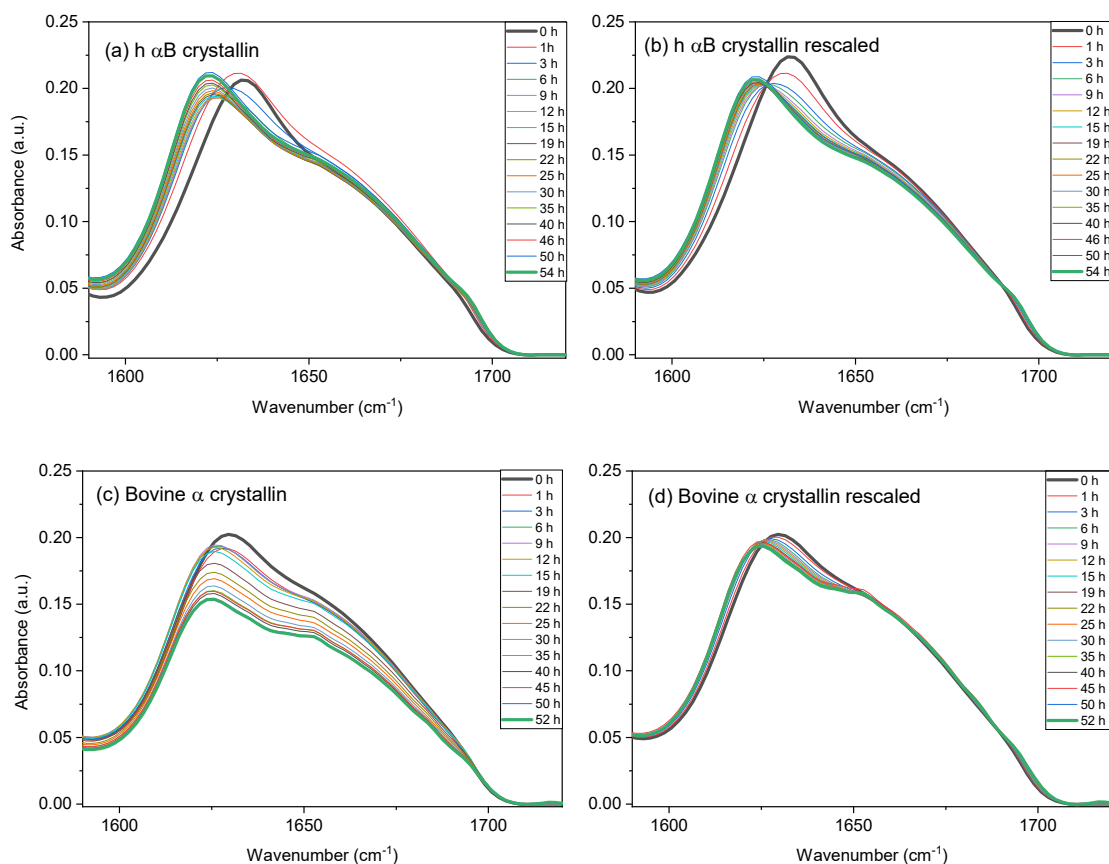 (a) h αB crystallin
0 h
1h
3 h
6 h
9 h
12 h
15 h
19 h
22 h
25 h
30 h
35 h
40 h
46 h
50 h
54 h
0.25
0.20
0.15
0.10
0.05
0.00
Absorbance (a.u.)
1600
1650
1700
Wavenumber (cm⁻¹)
(b) h αB crystallin rescaled
0 h
1 h
3 h
6 h
9 h
12 h
15 h
19 h
22 h
25 h
30 h
35 h
40 h
46 h
50 h
54 h
0.25
0.20
0.15
0.10
0.05
0.00
Absorbance (a.u.)
1600
1650
1700
Wavenumber (cm⁻¹)
(c) Bovine α crystallin
0 h
1 h
3 h
6 h
9 h
12 h
15 h
19 h
22 h
25 h
30 h
35 h
40 h
45 h
50 h
52 h
0.25
0.20
0.15
0.10
0.05
0.00
Absorbance (a.u.)
1600
1650
1700
Wavenumber (cm⁻¹)
(d) Bovine α crystallin rescaled
0 h
1 h
3 h
6 h
9 h
12 h
15 h
19 h
22 h
25 h
30 h
35 h
40 h
45 h
50 h
52 h
0.25
0.20
0.15
0.10
0.05
0.00
Absorbance (a.u.)
1600
1650
1700
Wavenumber (cm⁻¹)